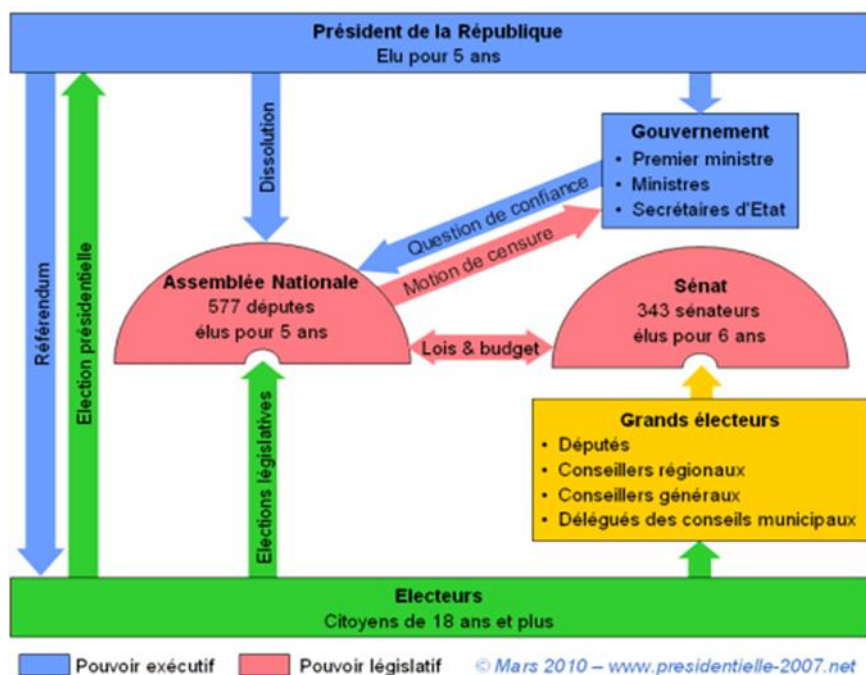 Président de la République
Elu pour 5 ans
Référendum
Election présidentielle
Dissolution
Gouvernement
• Premier ministre
• Ministres
• Secrétaires d'Etat
Question de confiance
Motion de censure
Assemblée Nationale
577 députes
élus pour 5 ans
Lois & budget
Sénat
343 sénateurs
élus pour 6 ans
Elections législatives
Grands électeurs
• Députés
• Conseillers régionaux
• Conseillers généraux
• Délégués des conseils municipaux
Electeurs
Citoyens de 18 ans et plus
Pouvoir exécutif
Pouvoir législatif
© Mars 2010 – www.presidentielle-2007.net